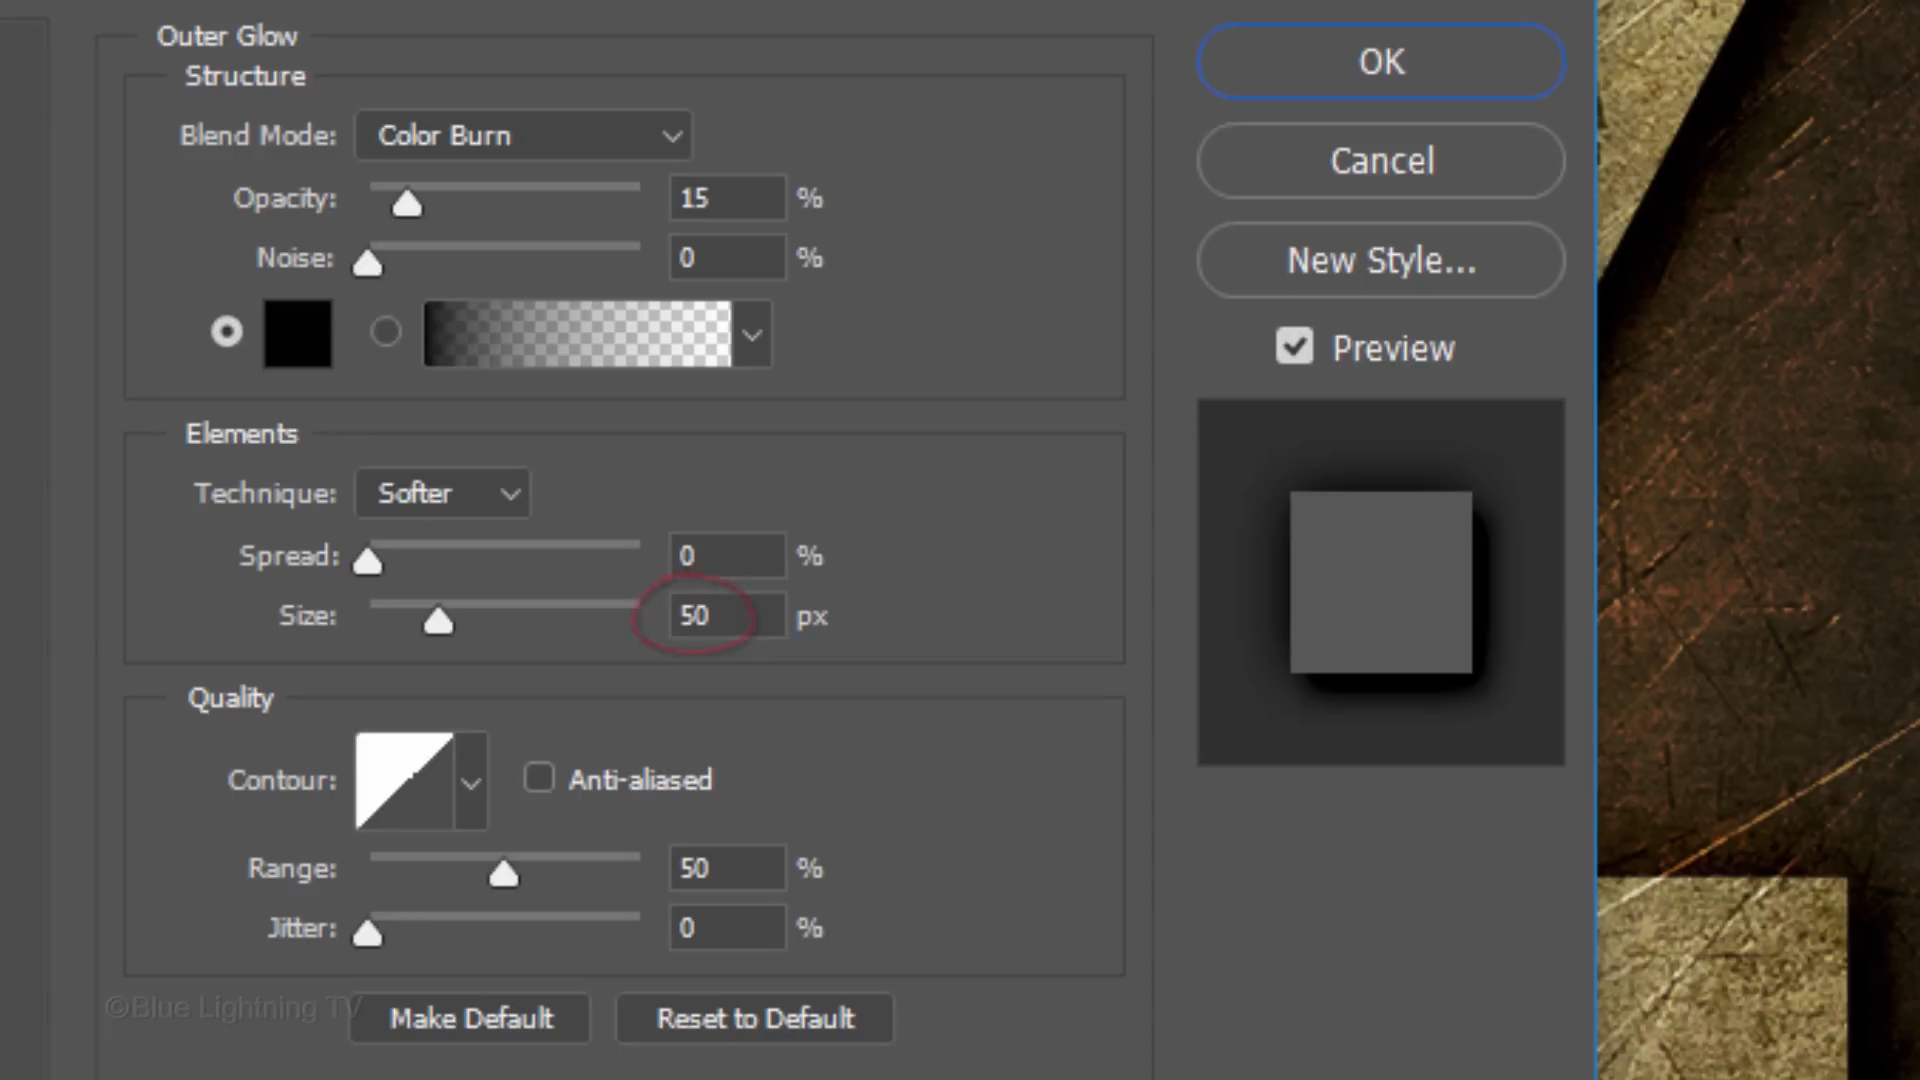 Outer Glow
Structure
Blend Mode: Color Burn
Opacity: 15 %
Noise: 0 %
Elements
Technique: Softer
Spread: 0 %
Size: 50 px
Quality
Contour: Anti-aliased
Range: 50 %
Jitter: 0 %
©Blue Lightning TV
Make Default Reset to Default
OK
Cancel
New Style...
Preview